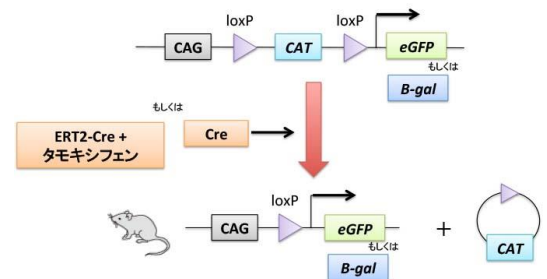 loxP loxP
CAG CAT eGFP
もしくは
B-gal
もしくは
ERT2-Cre +
タモキシフェン
Cre
loxP
CAG eGFP + CAT
もしくは
B-gal